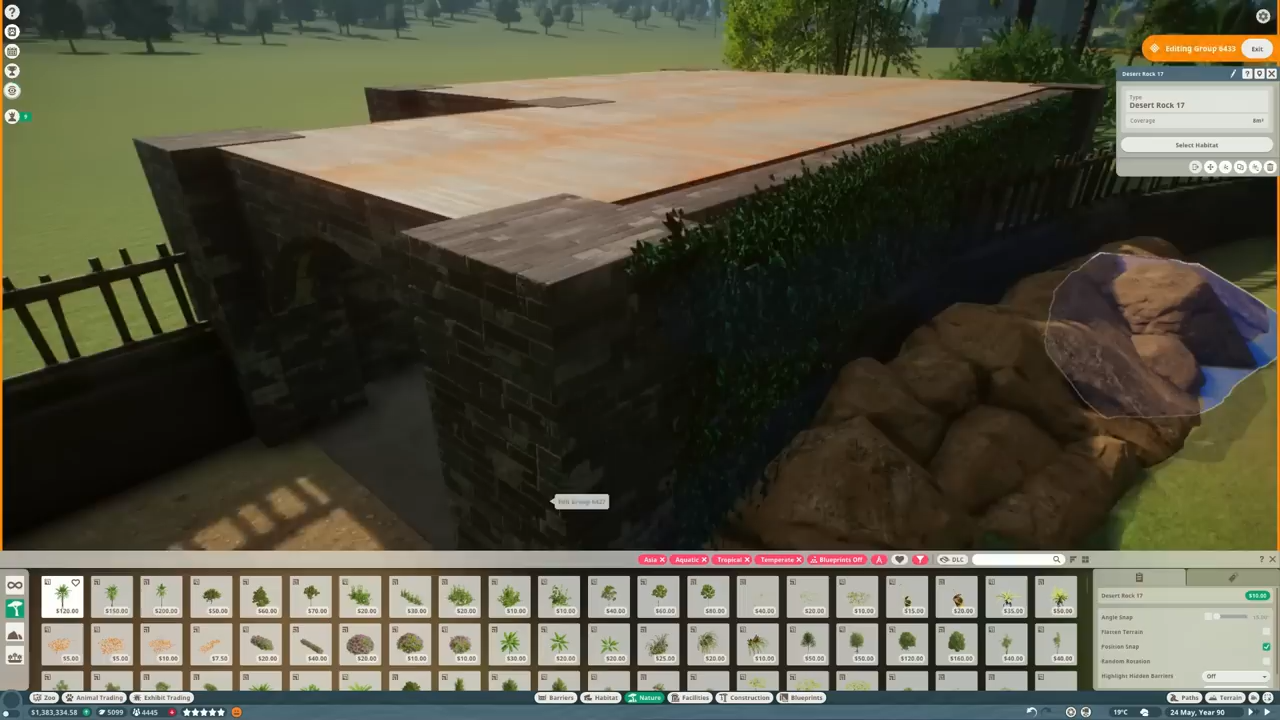 Editing Group 6433
Exit
Desert Rock 17
Type
Desert Rock 17
Coverage
8m²
Select Habitat
Edit Group 6427
Asia
Aquatic
Tropical
Temperate
Blueprints Off
DLC
$120.00 $150.00 $200.00 $50.00 $60.00 $70.00 $20.00 $30.00 $20.00 $10.00 $10.00 $40.00 $60.00 $80.00 $40.00 $20.00 $10.00 $15.00 $20.00 $35.00 $50.00
$5.00 $5.00 $10.00 $7.50 $20.00 $40.00 $20.00 $10.00 $10.00 $30.00 $20.00 $20.00 $25.00 $20.00 $10.00 $50.00 $50.00 $120.00 $160.00 $40.00 $40.00
Desert Rock 17
$10.00
Angle Snap
Flatten Terrain
Position Snap
Random Rotation
Highlight Hidden Barriers
Off
Zoo
Animal Trading
Exhibit Trading
Barriers
Habitat
Nature
Facilities
Construction
Blueprints
Paths
Terrain
$1,383,334.58
5099
4445
19°C
24 May, Year 90